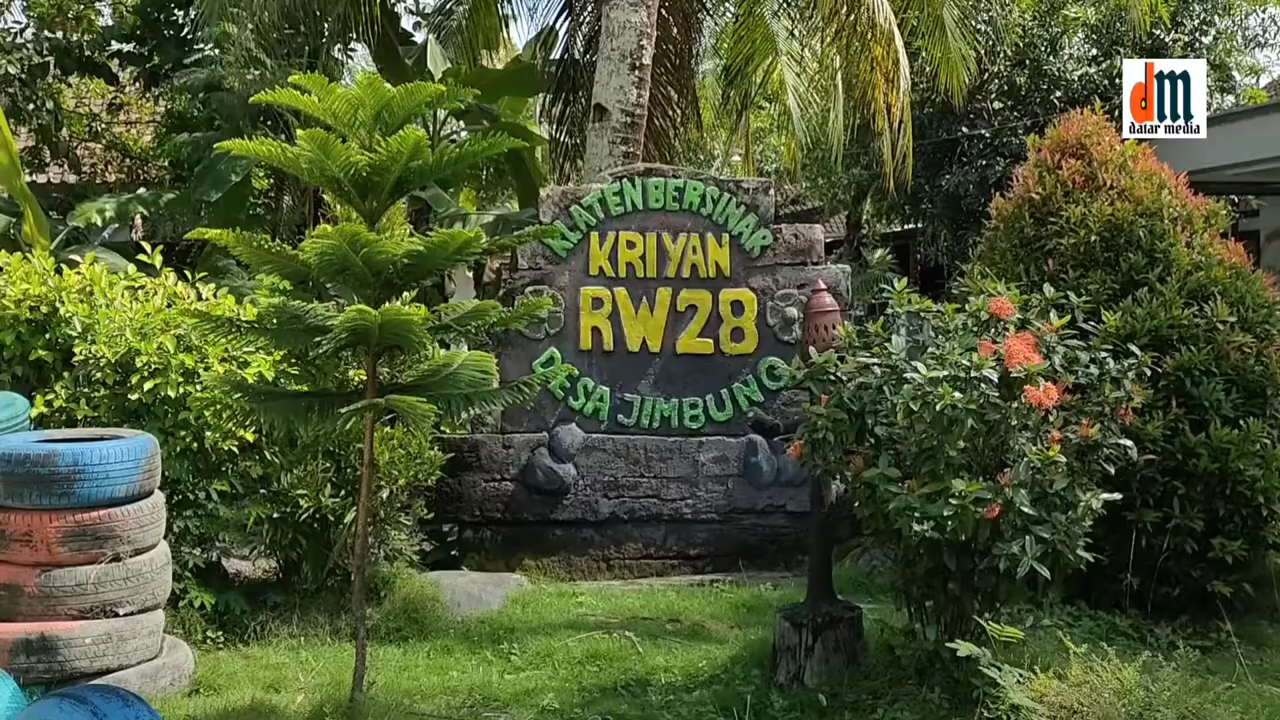 KLATEN BERSINAR
KRIYAN
RW28
DESA JIMBUNG
dm
datar media